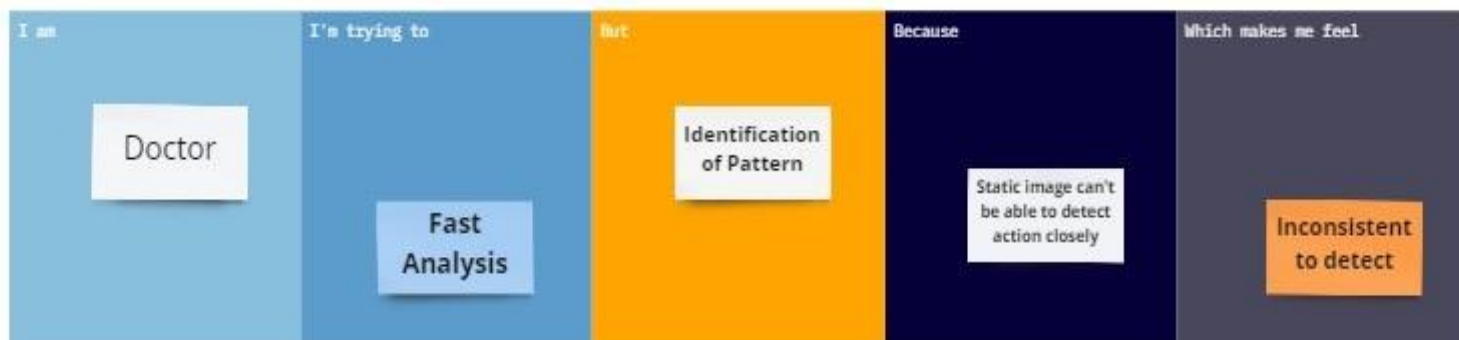 I am
Doctor
I'm trying to
Fast
Analysis
But
Identification
of Pattern
Because
Static image can't
be able to detect
action closely
Which makes me feel
Inconsistent
to detect